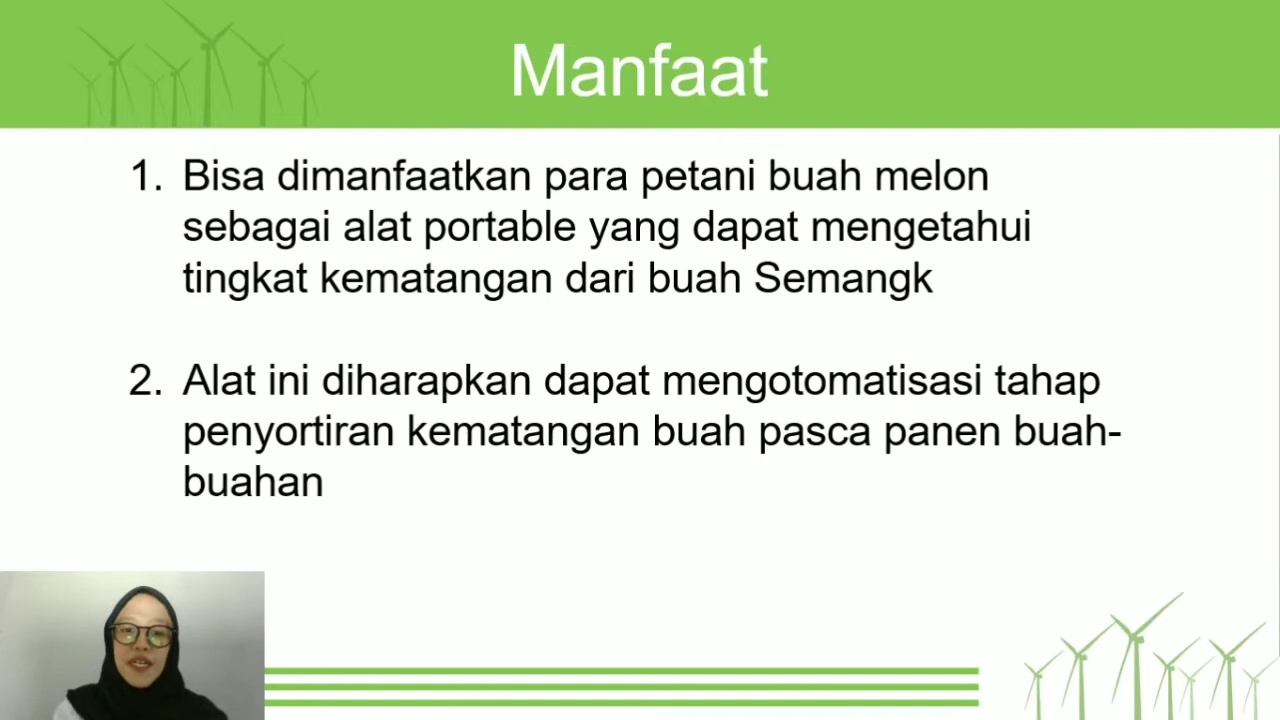 Manfaat
1. Bisa dimanfaatkan para petani buah melon
sebagai alat portable yang dapat mengetahui
tingkat kematangan dari buah Semangk
2. Alat ini diharapkan dapat mengotomatisasi tahap
penyortiran kematangan buah pasca panen buah-
buahan